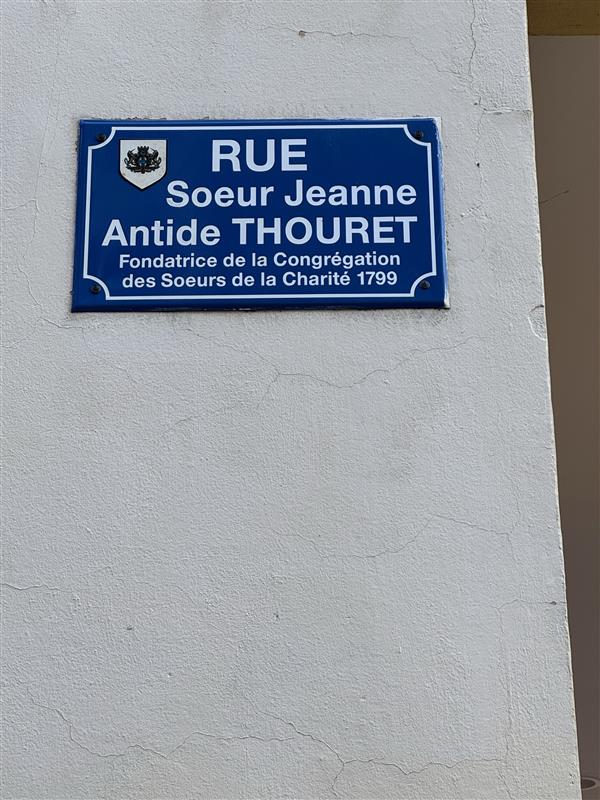 RUE
Soeur Jeanne
Antide THOURET
Fondatrice de la Congrégation
des Soeurs de la Charité 1799